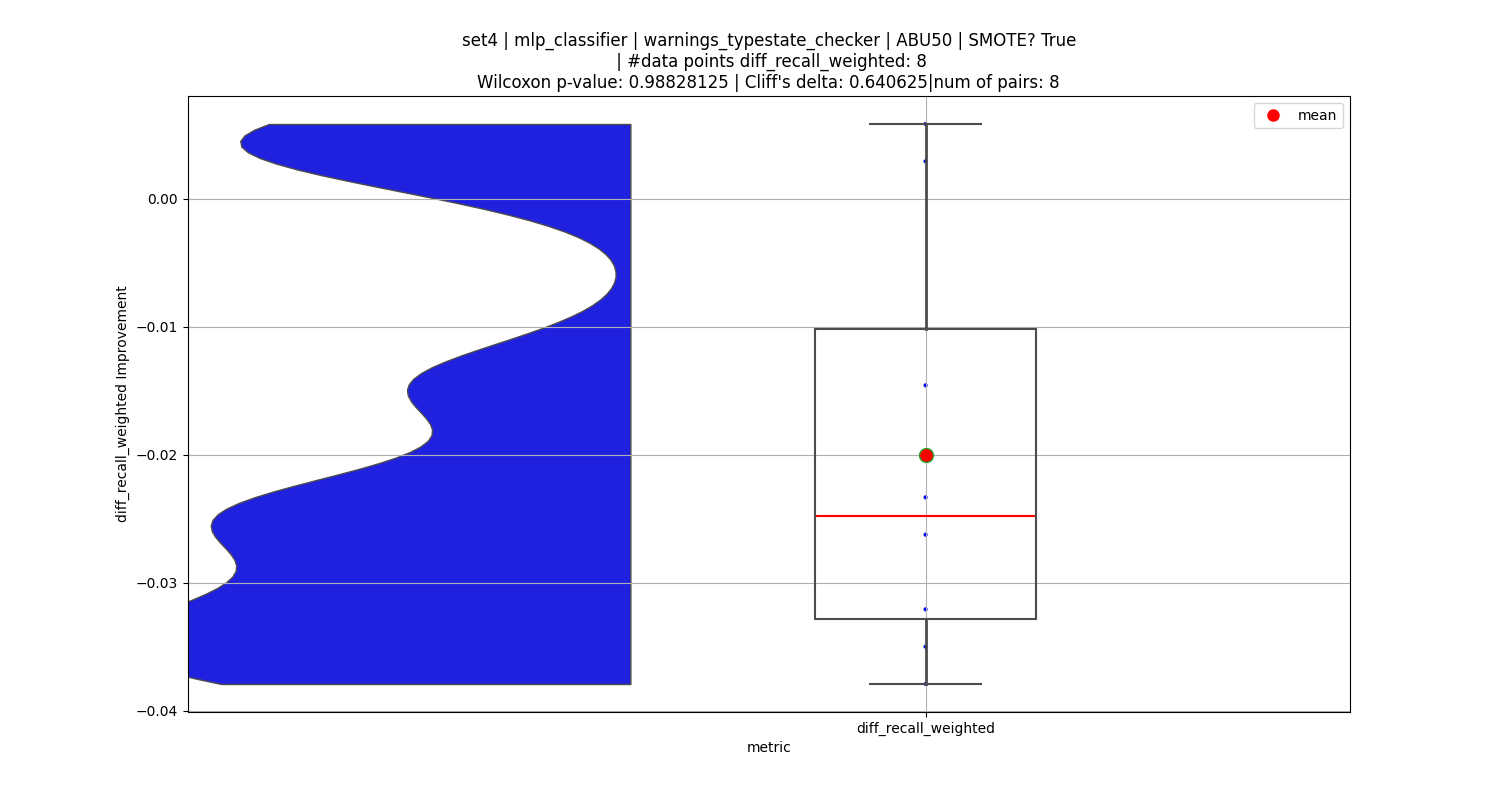 set4 | mlp_classifier | warnings_typestate_checker | ABU50 | SMOTE? True
| #data points diff_recall_weighted: 8
Wilcoxon p-value: 0.98828125 | Cliff's delta: 0.640625|num of pairs: 8
mean
0.00
−0.01
−0.02
−0.03
−0.04
diff_recall_weighted Improvement
diff_recall_weighted
metric